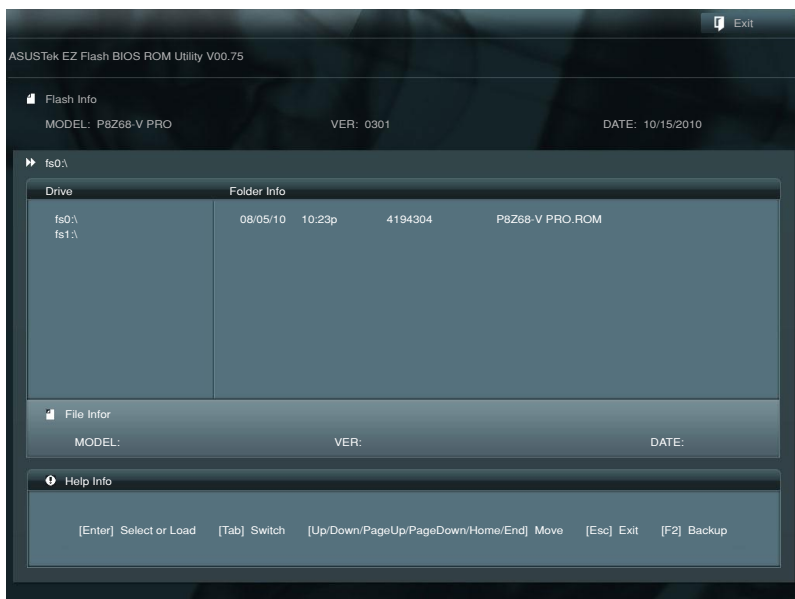 Exit
ASUSTek EZ Flash BIOS ROM Utility V00.75
Flash Info
MODEL: P8Z68-V PRO VER: 0301 DATE: 10/15/2010
fs0:\
Drive Folder Info
fs0:\ 08/05/10 10:23p 4194304 P8Z68-V PRO.ROM
fs1:\
File Infor
MODEL: VER: DATE:
Help Info
[Enter] Select or Load [Tab] Switch [Up/Down/PageUp/PageDown/Home/End] Move [Esc] Exit [F2] Backup